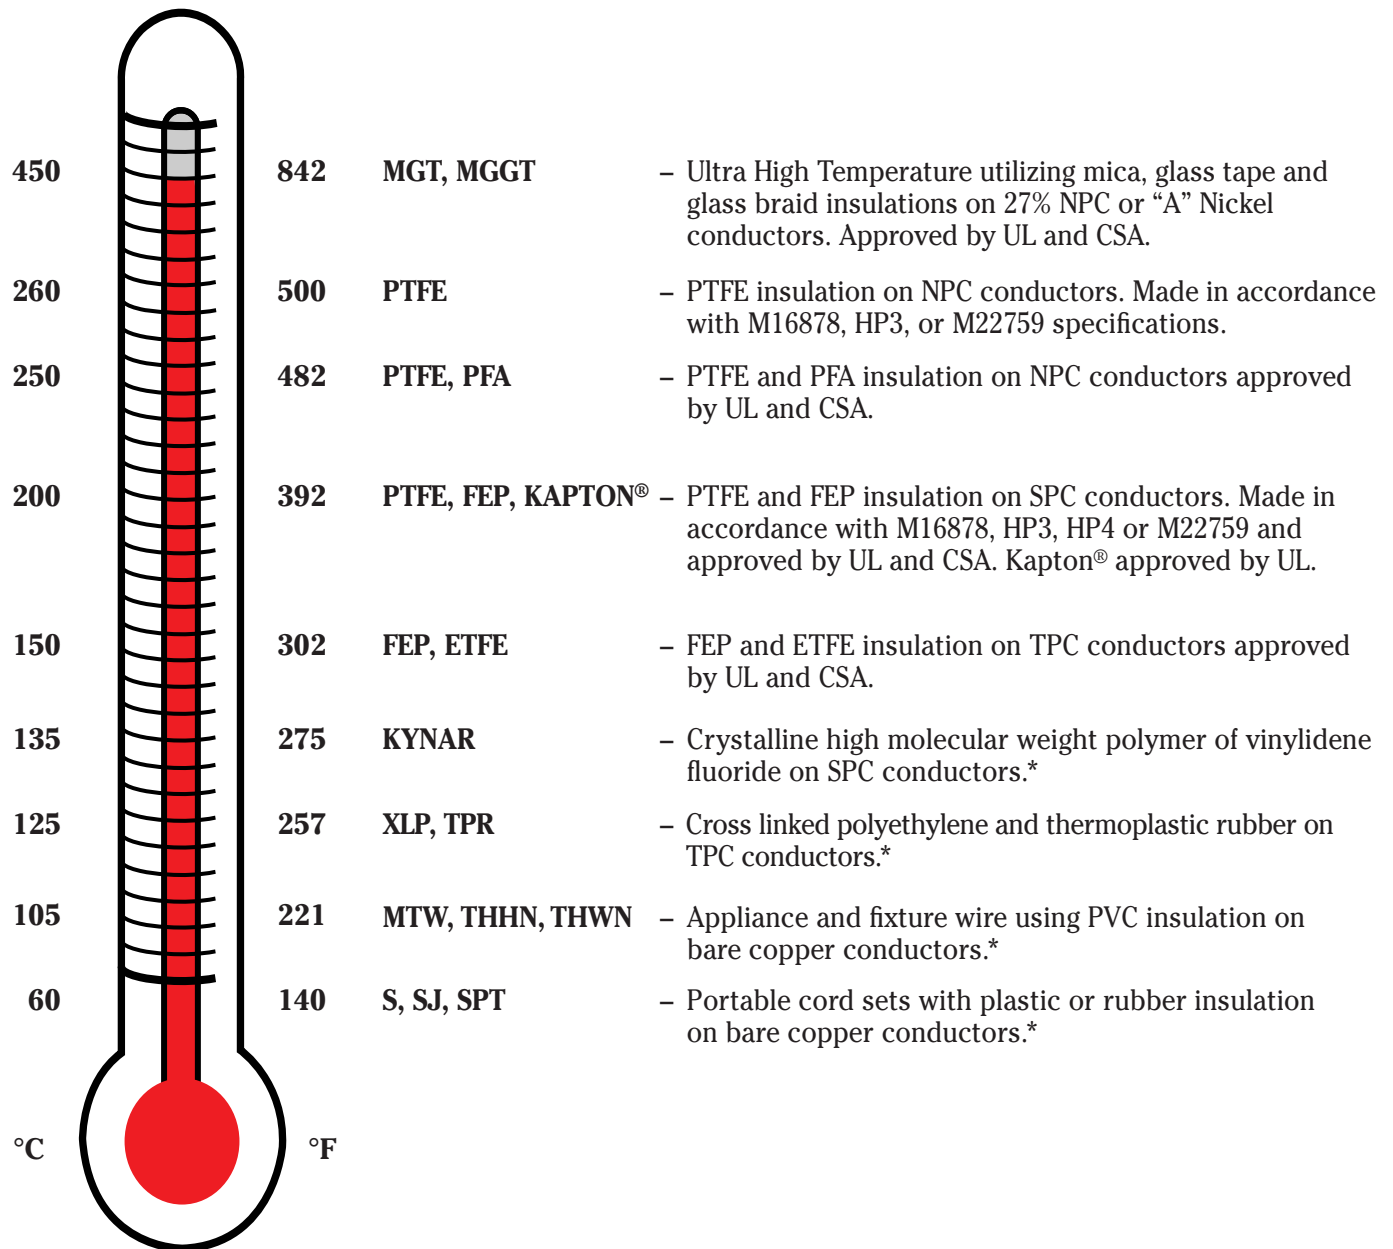 450 842 MGT, MGGT – Ultra High Temperature utilizing mica, glass tape and
glass braid insulations on 27% NPC or “A” Nickel
conductors. Approved by UL and CSA.
260 500 PTFE – PTFE insulation on NPC conductors. Made in accordance
with M16878, HP3, or M22759 specifications.
250 482 PTFE, PFA – PTFE and PFA insulation on NPC conductors approved
by UL and CSA.
200 392 PTFE, FEP, KAPTON® – PTFE and FEP insulation on SPC conductors. Made in
accordance with M16878, HP3, HP4 or M22759 and
approved by UL and CSA. Kapton® approved by UL.
150 302 FEP, ETFE – FEP and ETFE insulation on TPC conductors approved
by UL and CSA.
135 275 KYNAR – Crystalline high molecular weight polymer of vinylidene
fluoride on SPC conductors.*
125 257 XLP, TPR – Cross linked polyethylene and thermoplastic rubber on
TPC conductors.*
105 221 MTW, THHN, THWN – Appliance and fixture wire using PVC insulation on
bare copper conductors.*
60 140 S, SJ, SPT – Portable cord sets with plastic or rubber insulation
on bare copper conductors.*
°C °F